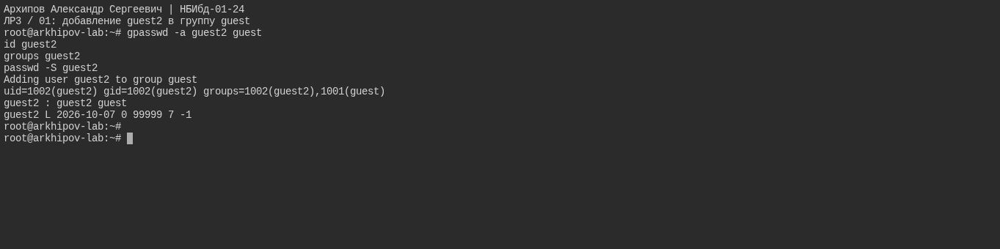 Архипов Александр Сергеевич | НБИбд-01-24
ЛР3 / 01: добавление guest2 в группу guest
root@arkhipov-lab:~# gpasswd -a guest2 guest
id guest2
groups guest2
passwd -S guest2
Adding user guest2 to group guest
uid=1002(guest2) gid=1002(guest2) groups=1002(guest2),1001(guest)
guest2 : guest2 guest
guest2 L 2026-10-07 0 99999 7 -1
root@arkhipov-lab:~#
root@arkhipov-lab:~#